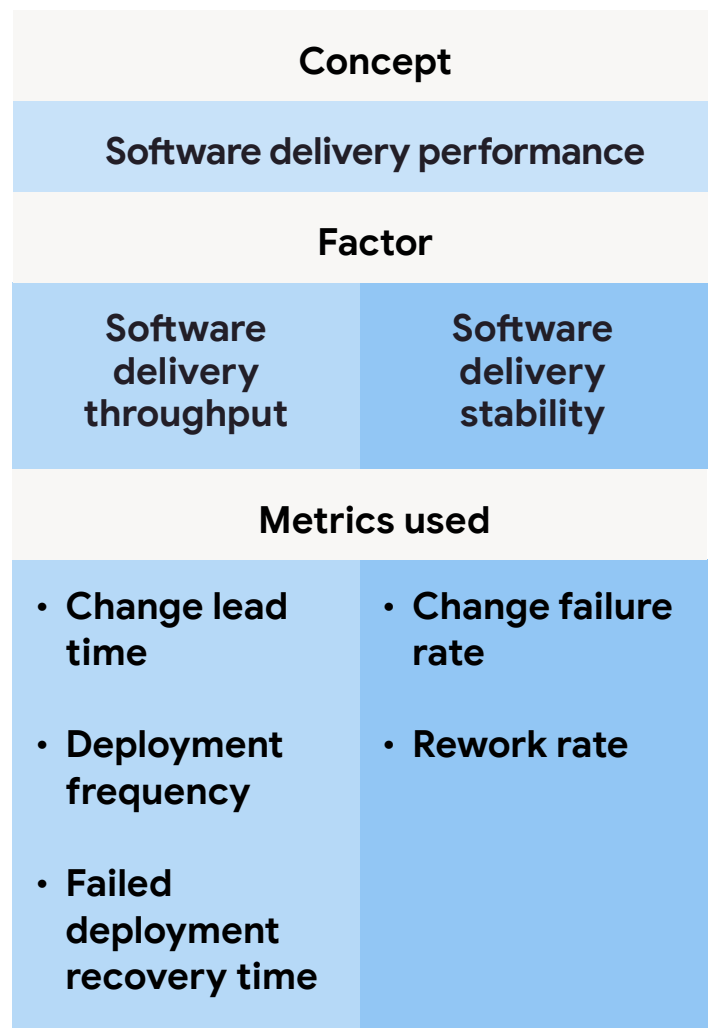 Concept
Software delivery performance
Factor
Software
delivery
throughput
Software
delivery
stability
Metrics used
• Change lead
time
• Deployment
frequency
• Failed
deployment
recovery time
• Change failure
rate
• Rework rate